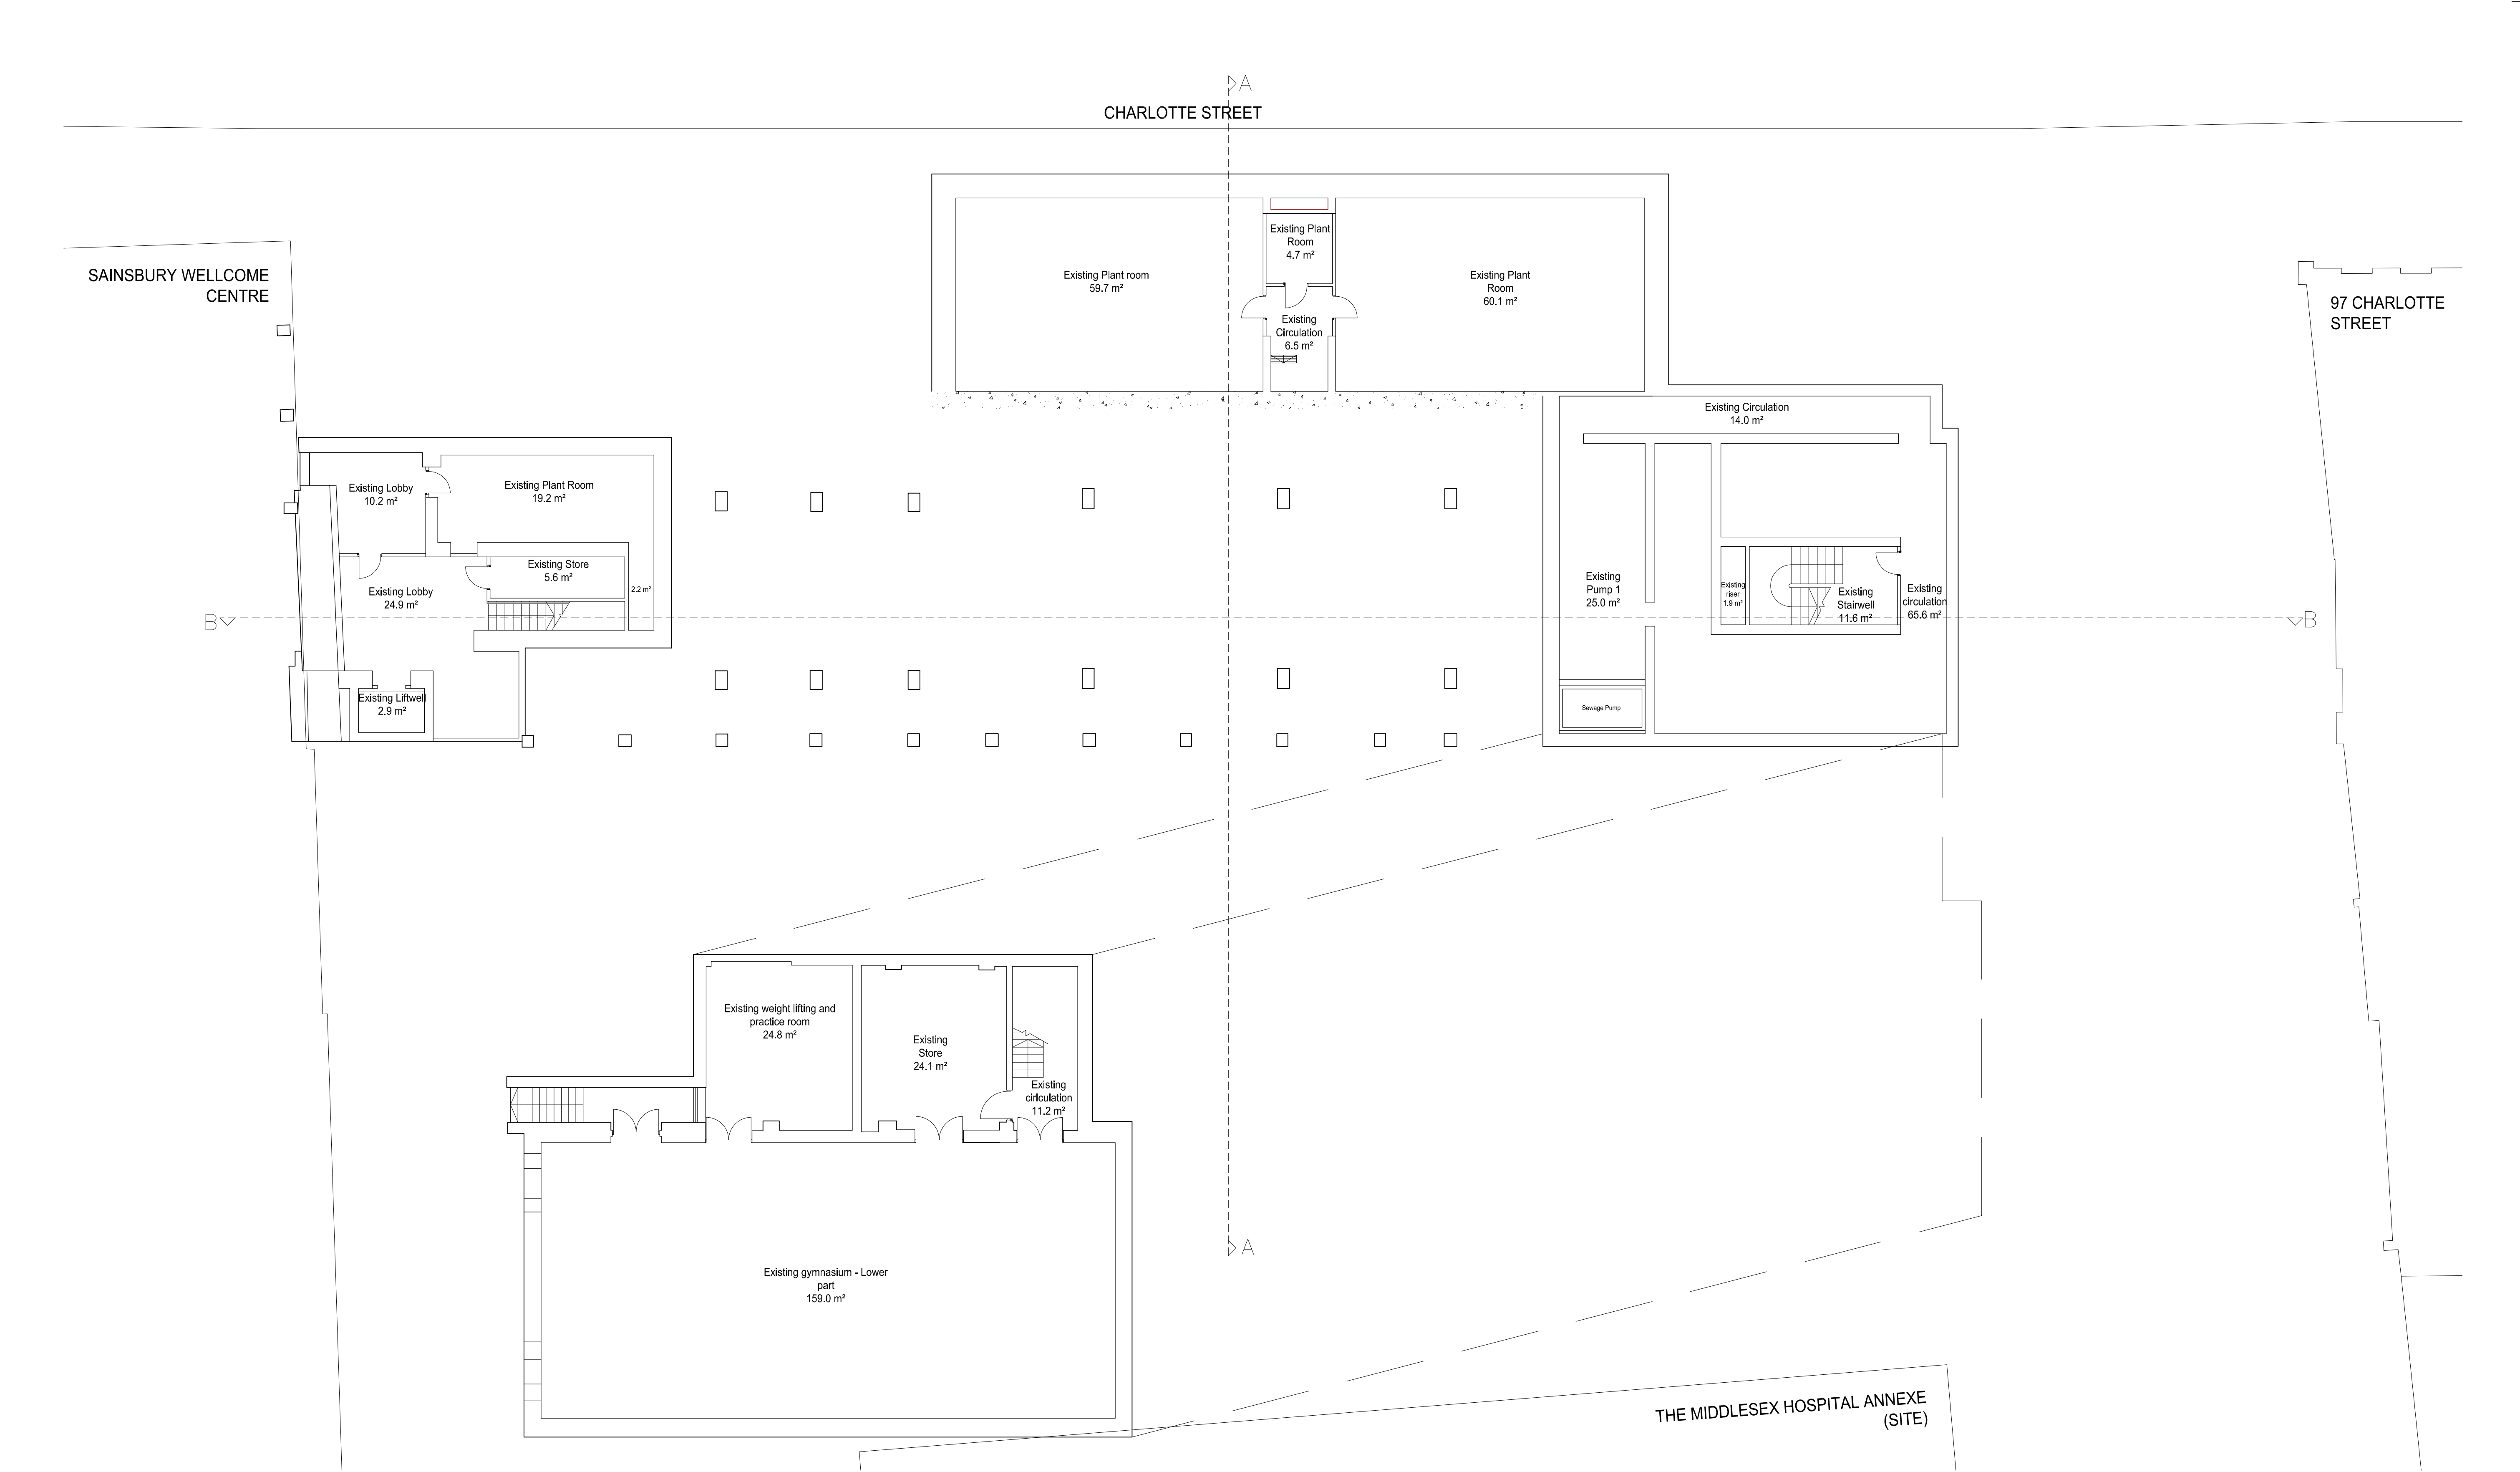 A
CHARLOTTE STREET
SAINSBURY WELLCOME
CENTRE
Existing Plant room
59.7 m²
Existing Plant
Room
4.7 m²
Existing
Circulation
6.5 m²
Existing Plant
Room
60.1 m²
97 CHARLOTTE
STREET
Existing Circulation
14.0 m²
Existing Lobby
10.2 m²
Existing Plant Room
19.2 m²
Existing Store
5.6 m²
2.2 m²
Existing Lobby
24.9 m²
B
Existing Liftwell
2.9 m²
Existing
Pump 1
25.0 m²
Existing
riser
1.9 m²
Existing
Stairwell
11.6 m²
Existing
circulation
65.6 m²
B
Sewage Pump
Existing weight lifting and
practice room
24.8 m²
Existing
Store
24.1 m²
Existing
cirlculation
11.2 m²
A
Existing gymnasium - Lower
part
159.0 m²
THE MIDDLESEX HOSPITAL ANNEXE
(SITE)